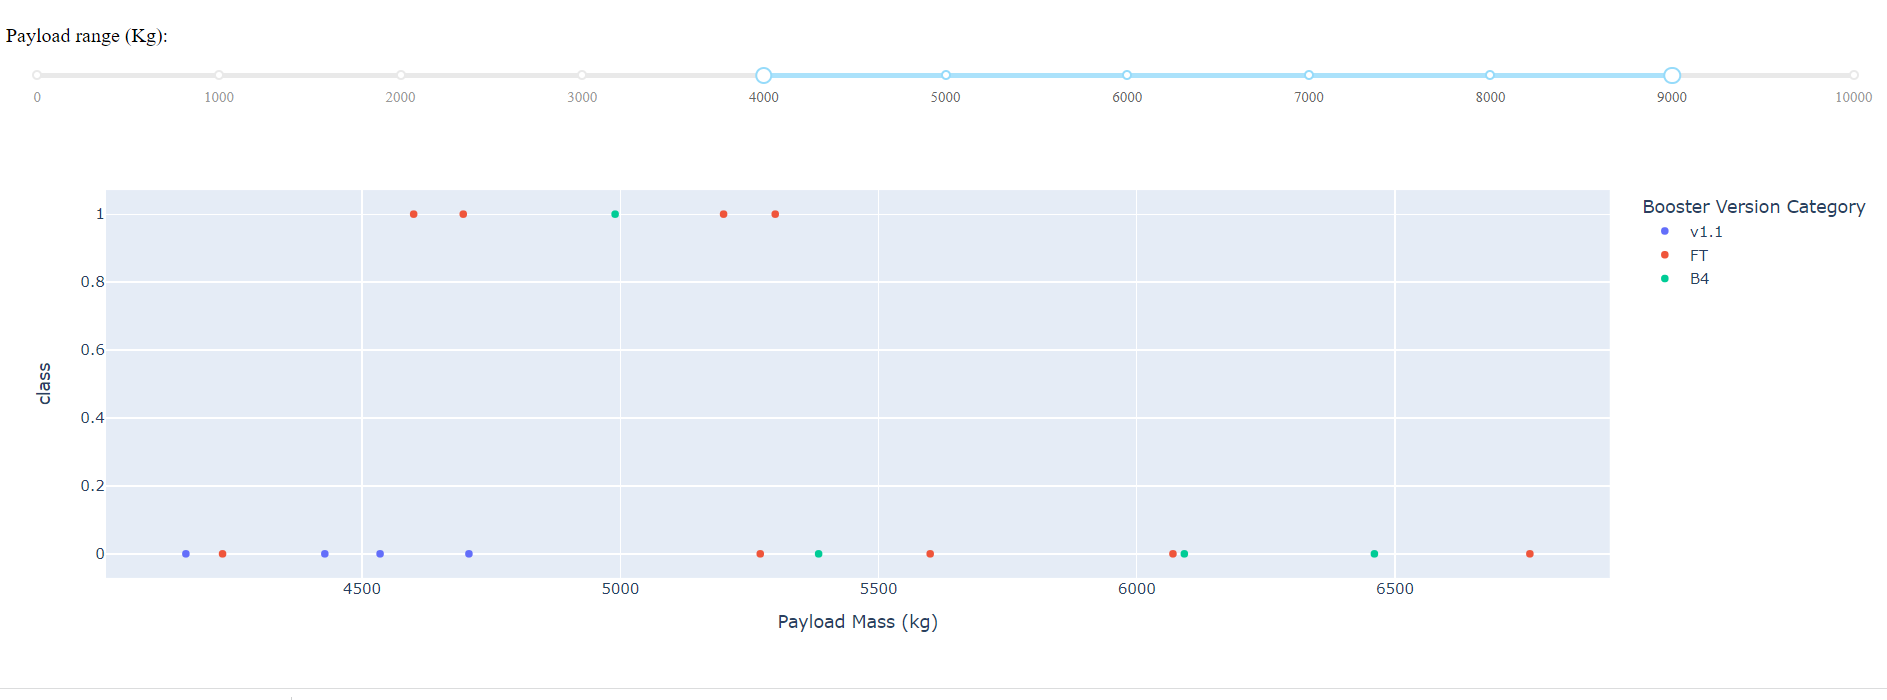 Payload range (Kg):
0 1000 2000 3000 4000 5000 6000 7000 8000 9000 10000
Booster Version Category
v1.1
FT
B4
1
0.8
0.6
0.4
0.2
0
class
4500 5000 5500 6000 6500
Payload Mass (kg)